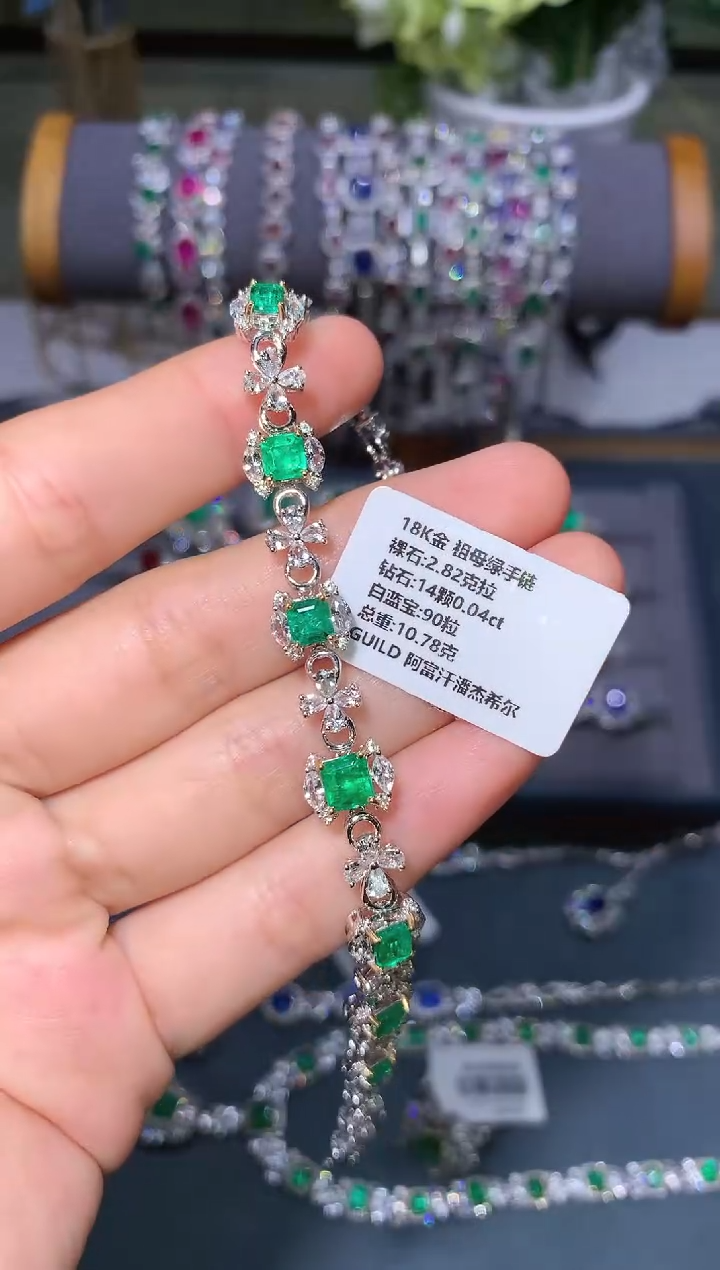 18K金 祖母绿手链
裸石:2.82克拉
钻石:14颗0.04ct
白蓝宝:90粒
总重:10.78克
GUILD 阿富汗潘杰希尔